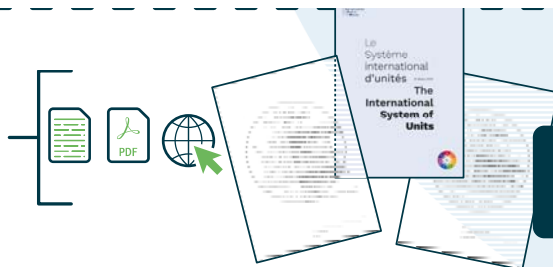 PDF
Le
Système
international
d'unités
The
International
System of
Units